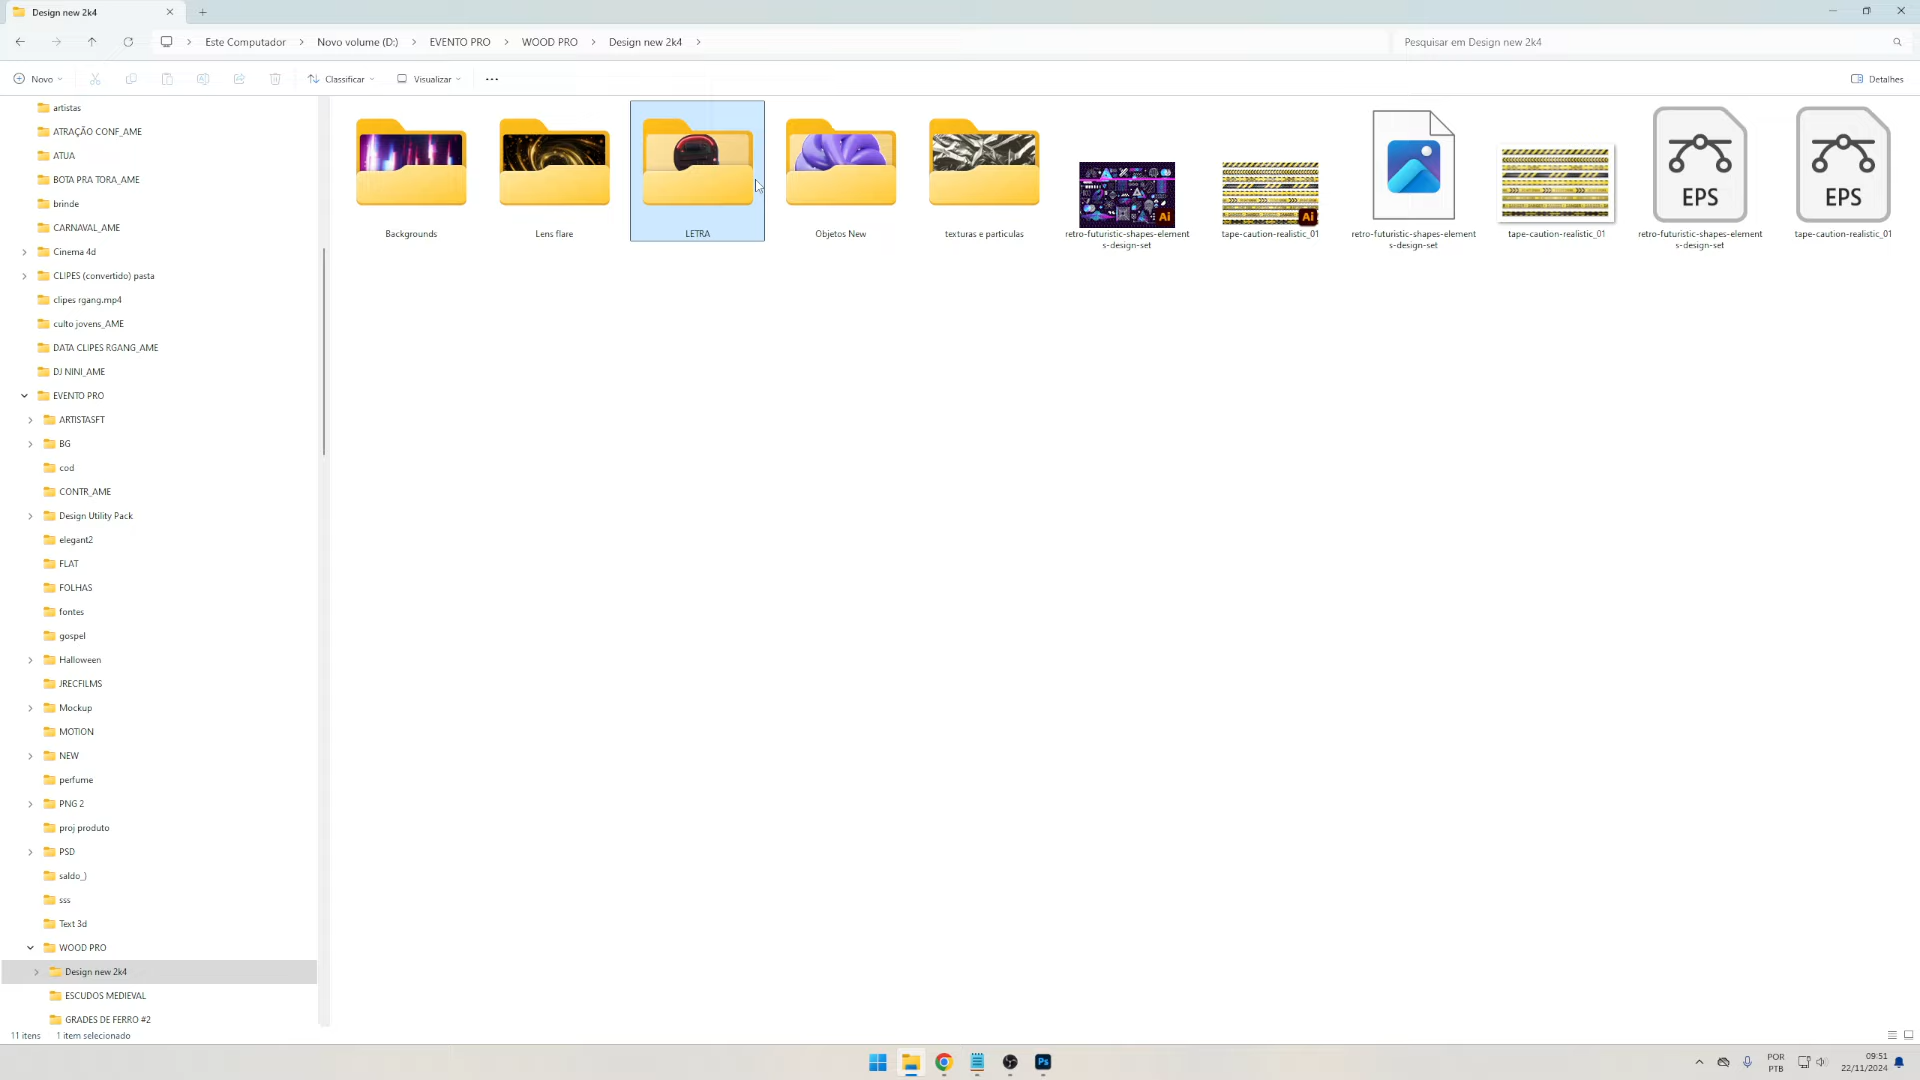 Design new 2k4
Este Computador
Novo volume (D:)
EVENTO PRO
WOOD PRO
Design new 2k4
Pesquisar em Design new 2k4
Novo
Classificar
Visualizar
Detalhes
artistas
ATRAÇÃO CONF_AME
ATUA
BOTA PRA TORA_AME
brinde
CARNAVAL_AME
Cinema 4d
CLIPES (convertido) pasta
clipes rgang.mp4
culto jovens_AME
DATA CLIPES RGANG_AME
DJ NINI_AME
EVENTO PRO
ARTISTASFT
BG
cod
CONTR_AME
Design Utility Pack
elegant2
FLAT
FOLHAS
fontes
gospel
Halloween
JRECFILMS
Mockup
MOTION
NEW
perfume
PNG 2
proj produto
PSD
saldo_)
sss
Text 3d
WOOD PRO
Design new 2k4
ESCUDOS MEDIEVAL
GRADES DE FERRO #2
Backgrounds
Lens flare
LETRA
Objetos New
texturas e particulas
Ai
retro-futuristic-shapes-element
s-design-set
Ai
tape-caution-realistic_01
retro-futuristic-shapes-element
s-design-set
tape-caution-realistic_01
EPS
retro-futuristic-shapes-element
s-design-set
EPS
tape-caution-realistic_01
11 itens
1 item selecionado
Ps
POR
PTB
09:51
22/11/2024